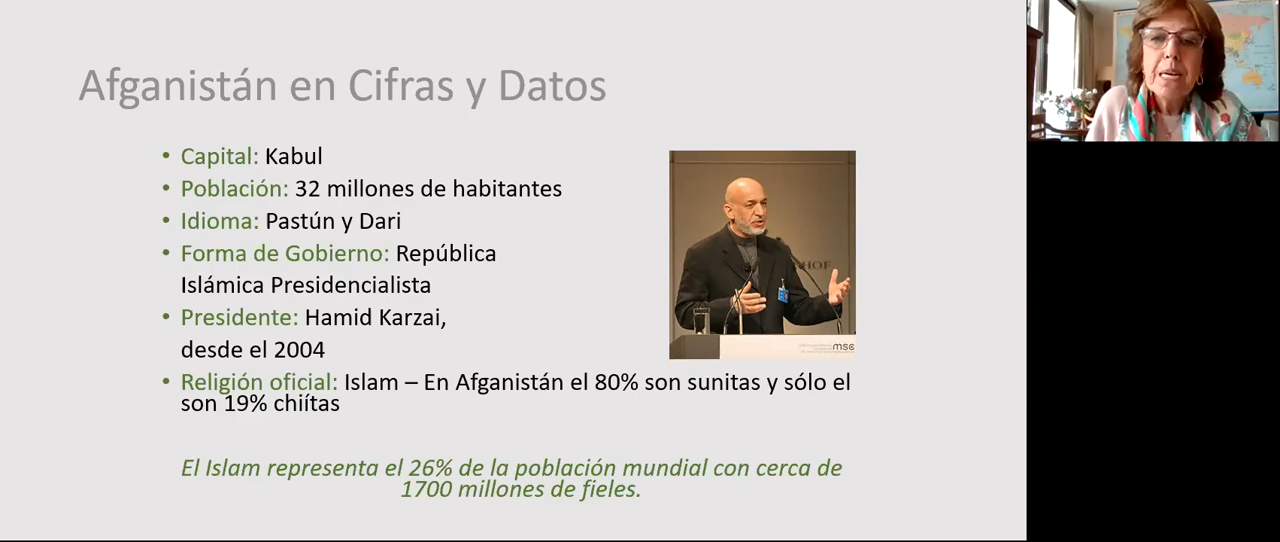 Afganistán en Cifras y Datos
• Capital: Kabul
• Población: 32 millones de habitantes
• Idioma: Pastún y Dari
• Forma de Gobierno: República
Islámica Presidencialista
• Presidente: Hamid Karzai,
desde el 2004
• Religión oficial: Islam – En Afganistán el 80% son sunitas y sólo el
son 19% chiítas
HOF
msc
El Islam representa el 26% de la población mundial con cerca de
1700 millones de fieles.